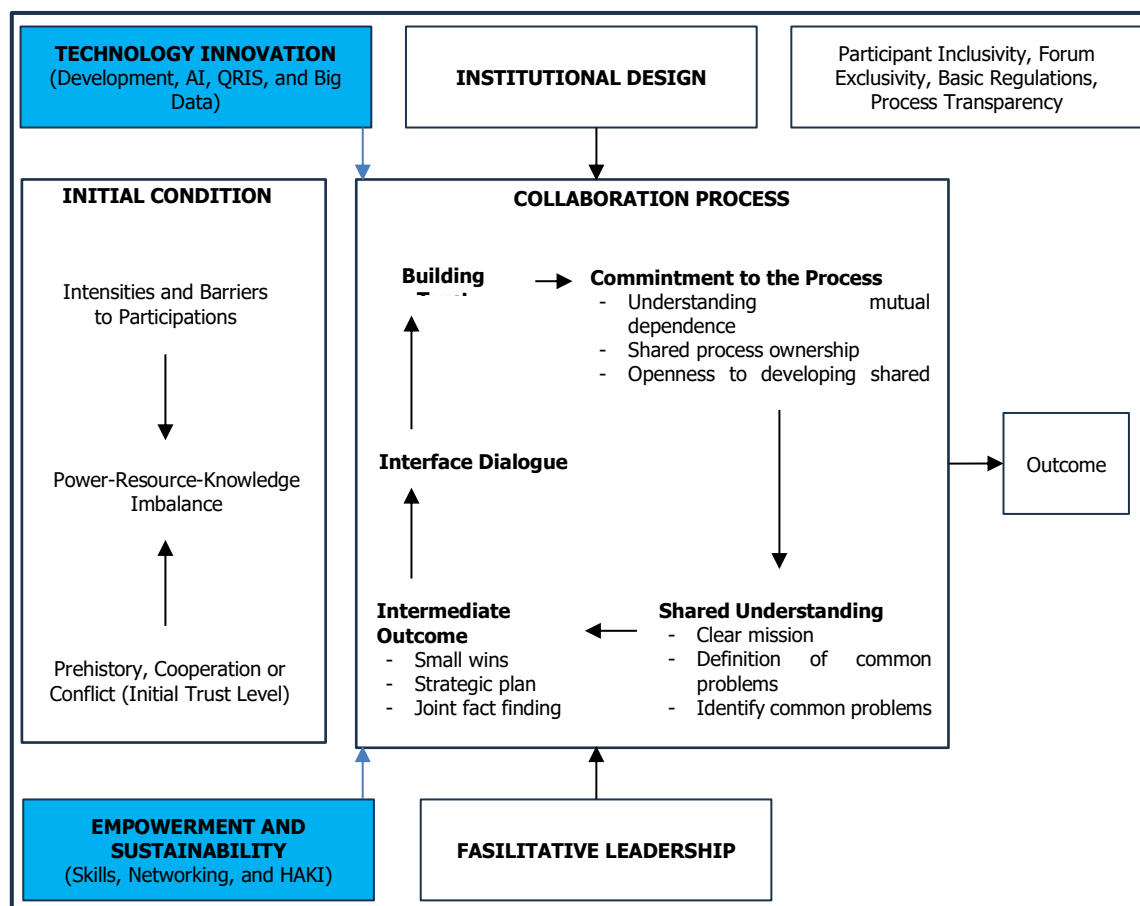 TECHNOLOGY INNOVATION
(Development, AI, QRIS, and Big
Data)
INSTITUTIONAL DESIGN
Participant Inclusivity, Forum
Exclusivity, Basic Regulations,
Process Transparency
INITIAL CONDITION
Intensities and Barriers
to Participations
Power-Resource-Knowledge
Imbalance
Prehistory, Cooperation or
Conflict (Initial Trust Level)
COLLABORATION PROCESS
Building
Commintment to the Process
- Understanding mutual
dependence
- Shared process ownership
- Openness to developing shared
Interface Dialogue
Intermediate
Outcome
- Small wins
- Strategic plan
- Joint fact finding
Shared Understanding
- Clear mission
- Definition of common
problems
- Identify common problems
Outcome
EMPOWERMENT AND
SUSTAINABILITY
(Skills, Networking, and HAKI)
FASILITATIVE LEADERSHIP